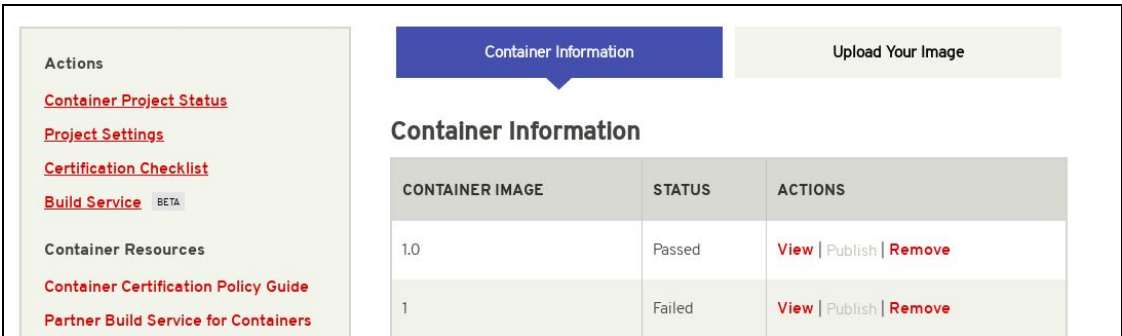 Actions
Container Project Status
Project Settings
Certification Checklist
Build Service BETA
Container Resources
Container Certification Policy Guide
Partner Build Service for Containers
Container Information
Upload Your Image
Container Information
CONTAINER IMAGE STATUS ACTIONS
1.0 Passed View | Publish | Remove
1 Failed View | Publish | Remove